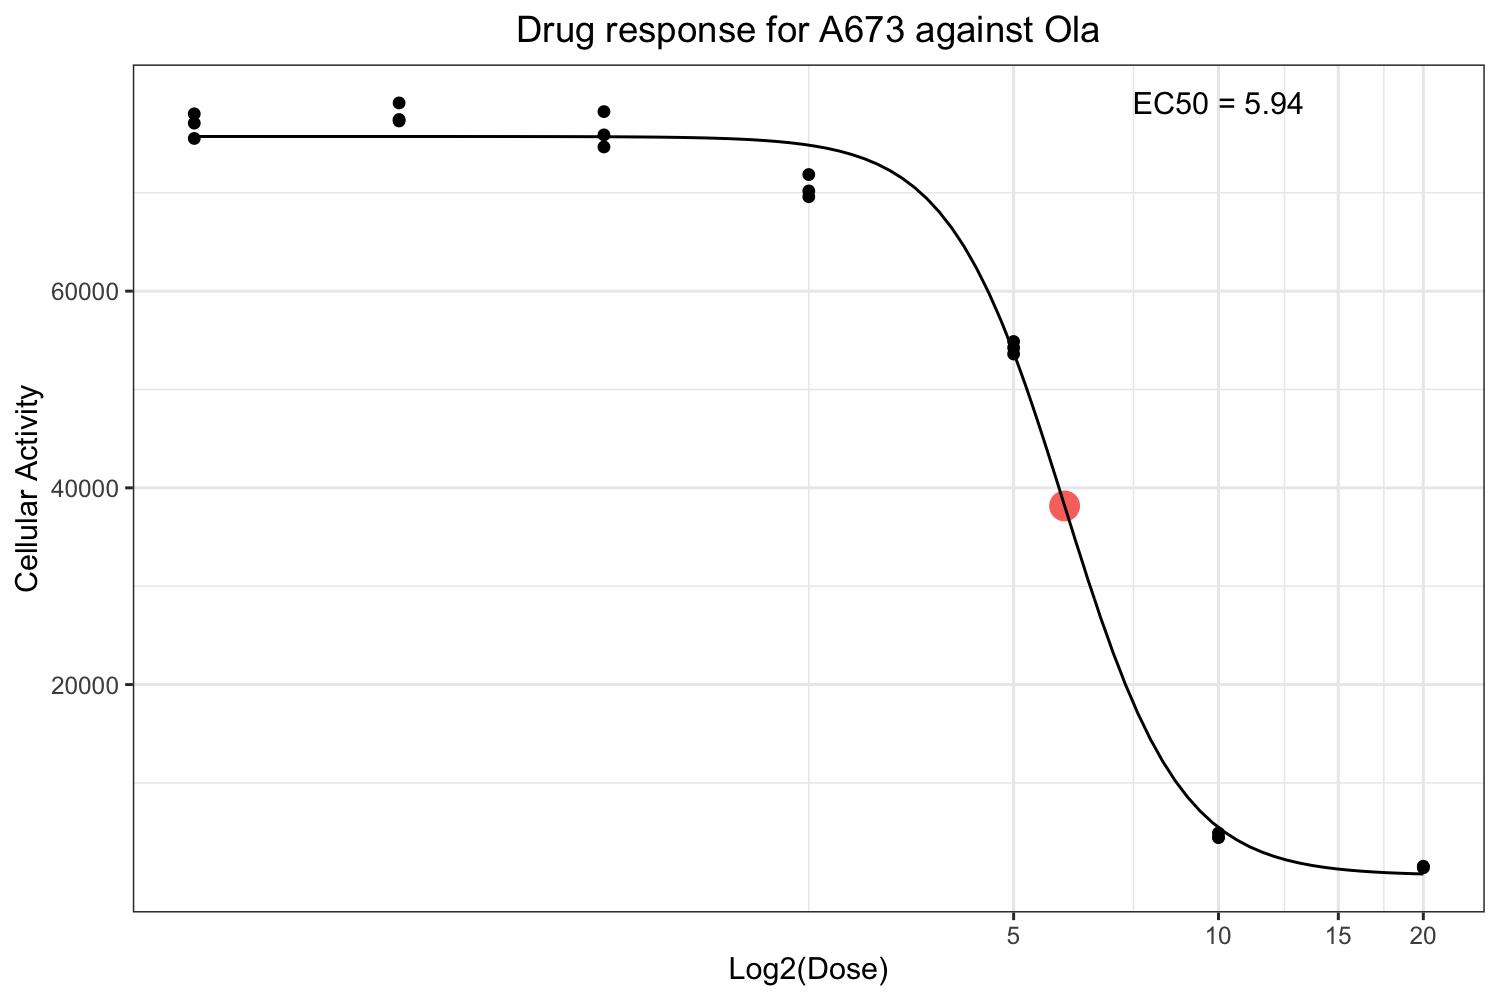 Drug response for A673 against Ola
EC50 = 5.94
60000
40000
20000
Cellular Activity
5
10
15
20
Log2(Dose)